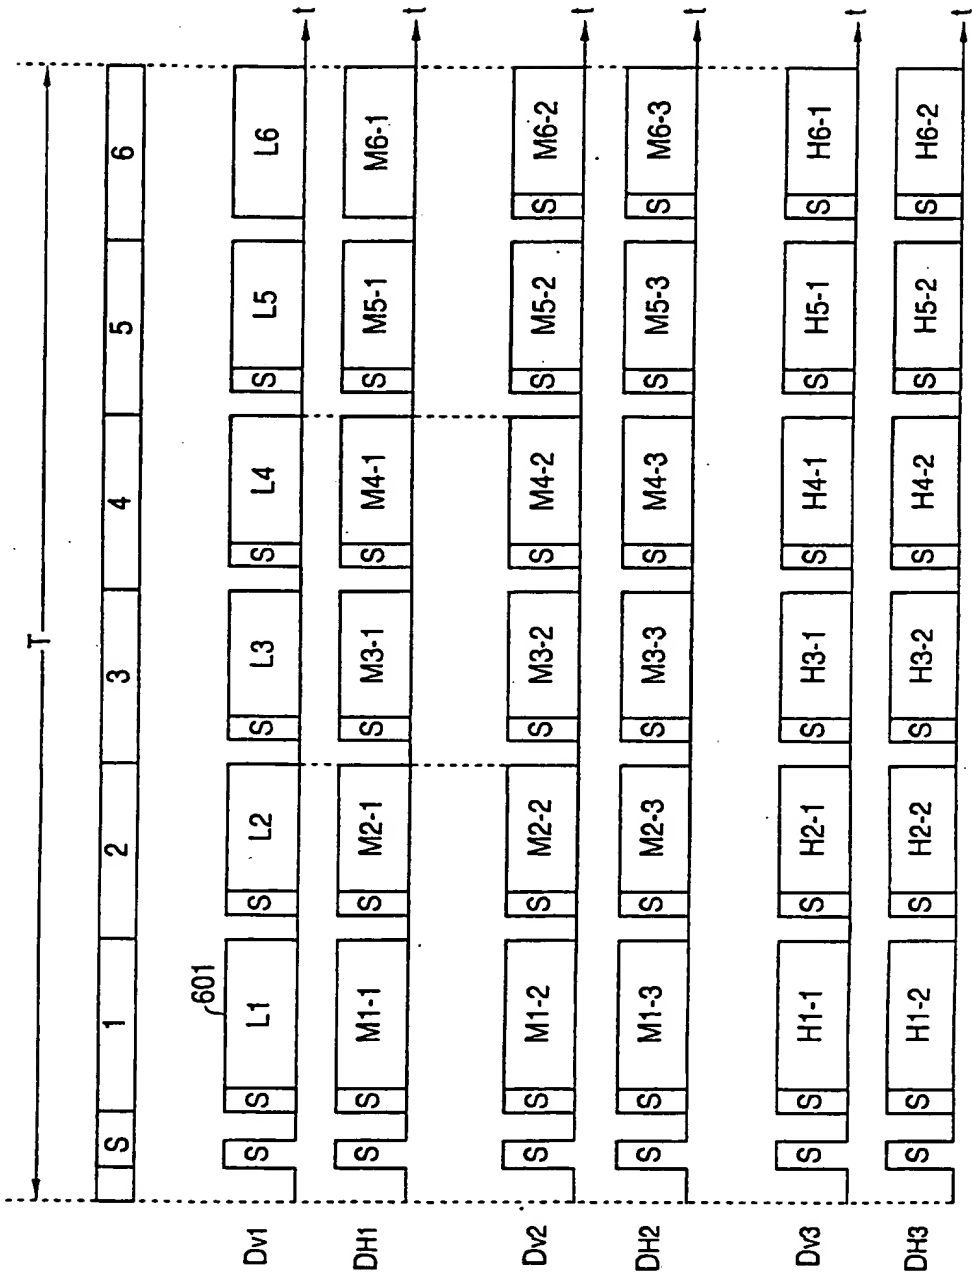 T
S 1 2 3 4 5 6
601
DV1 S S L1 S L2 S L3 S L4 S L5 L6 t
DH1 S S M1-1 S M2-1 S M3-1 S M4-1 S M5-1 M6-1 t
DV2 S S M1-2 S M2-2 S M3-2 S M4-2 S M5-2 S M6-2 t
DH2 S S M1-3 S M2-3 S M3-3 S M4-3 S M5-3 S M6-3 t
DV3 S S H1-1 S H2-1 S H3-1 S H4-1 S H5-1 S H6-1 t
DH3 S S H1-2 S H2-2 S H3-2 S H4-2 S H5-2 S H6-2 t